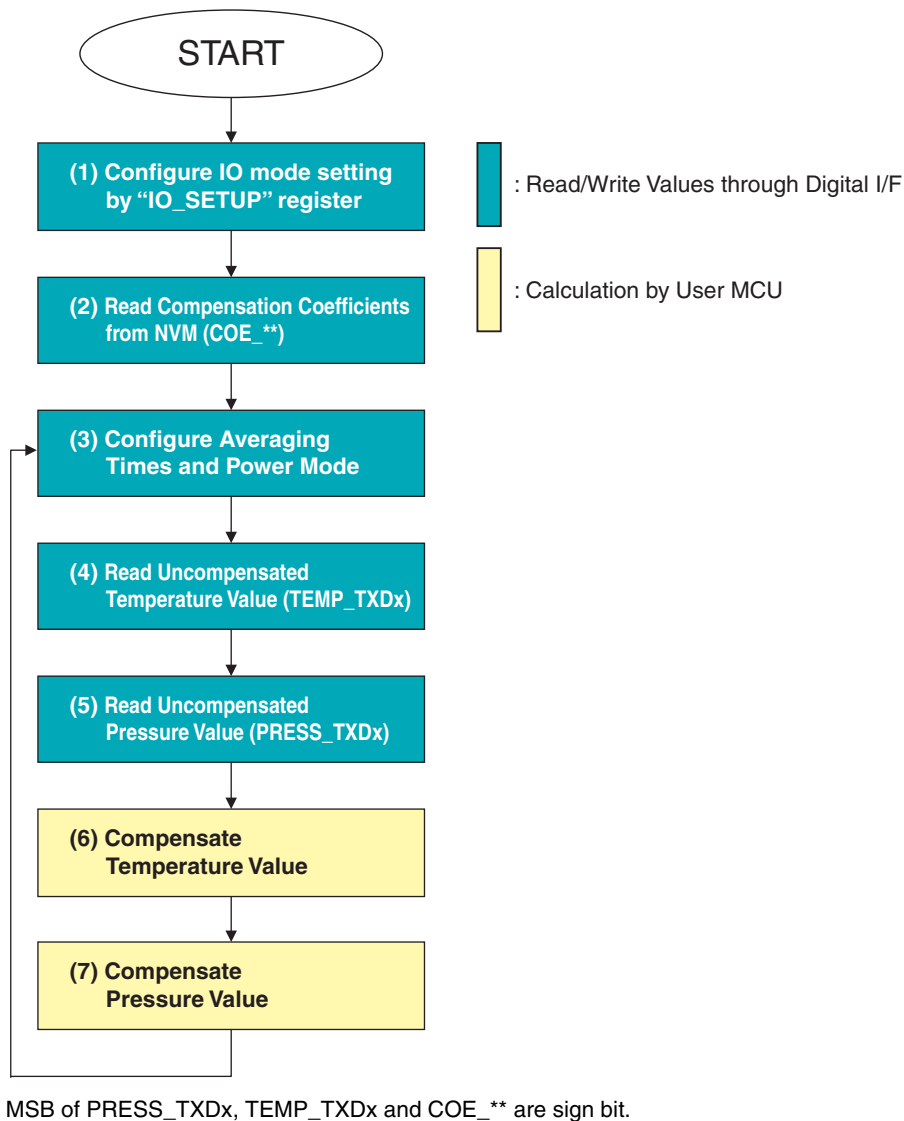 START
(1) Configure IO mode setting
by “IO_SETUP” register
: Read/Write Values through Digital I/F
(2) Read Compensation Coefficients
from NVM (COE_**)
: Calculation by User MCU
(3) Configure Averaging
Times and Power Mode
(4) Read Uncompensated
Temperature Value (TEMP_TXDx)
(5) Read Uncompensated
Pressure Value (PRESS_TXDx)
(6) Compensate
Temperature Value
(7) Compensate
Pressure Value
MSB of PRESS_TXDx, TEMP_TXDx and COE_** are sign bit.